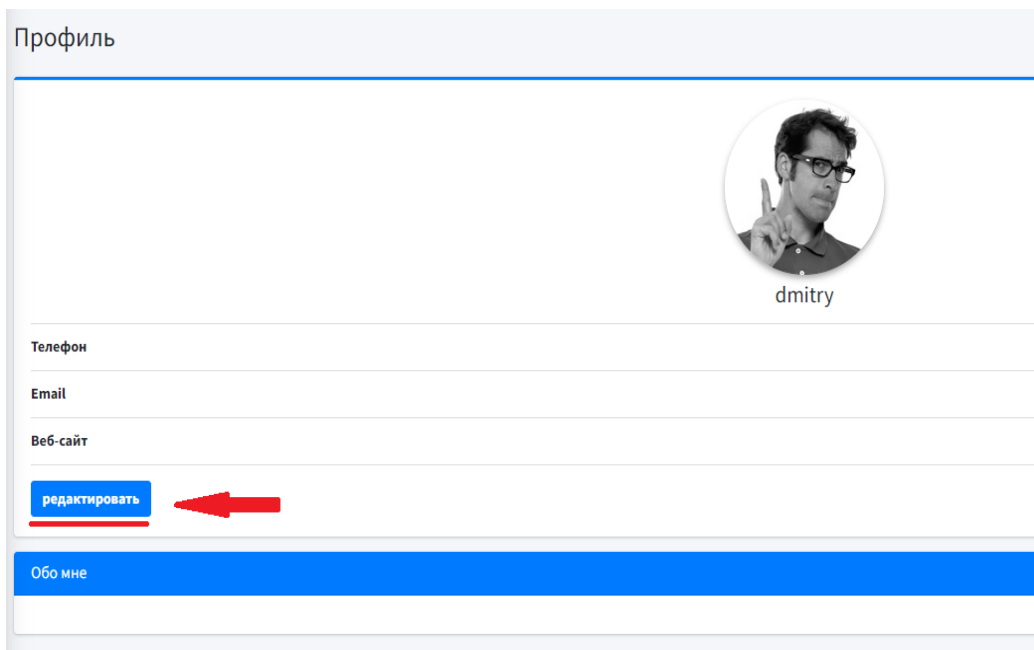 Профиль
dmitry
Телефон
Email
Веб-сайт
редактировать
Обо мне